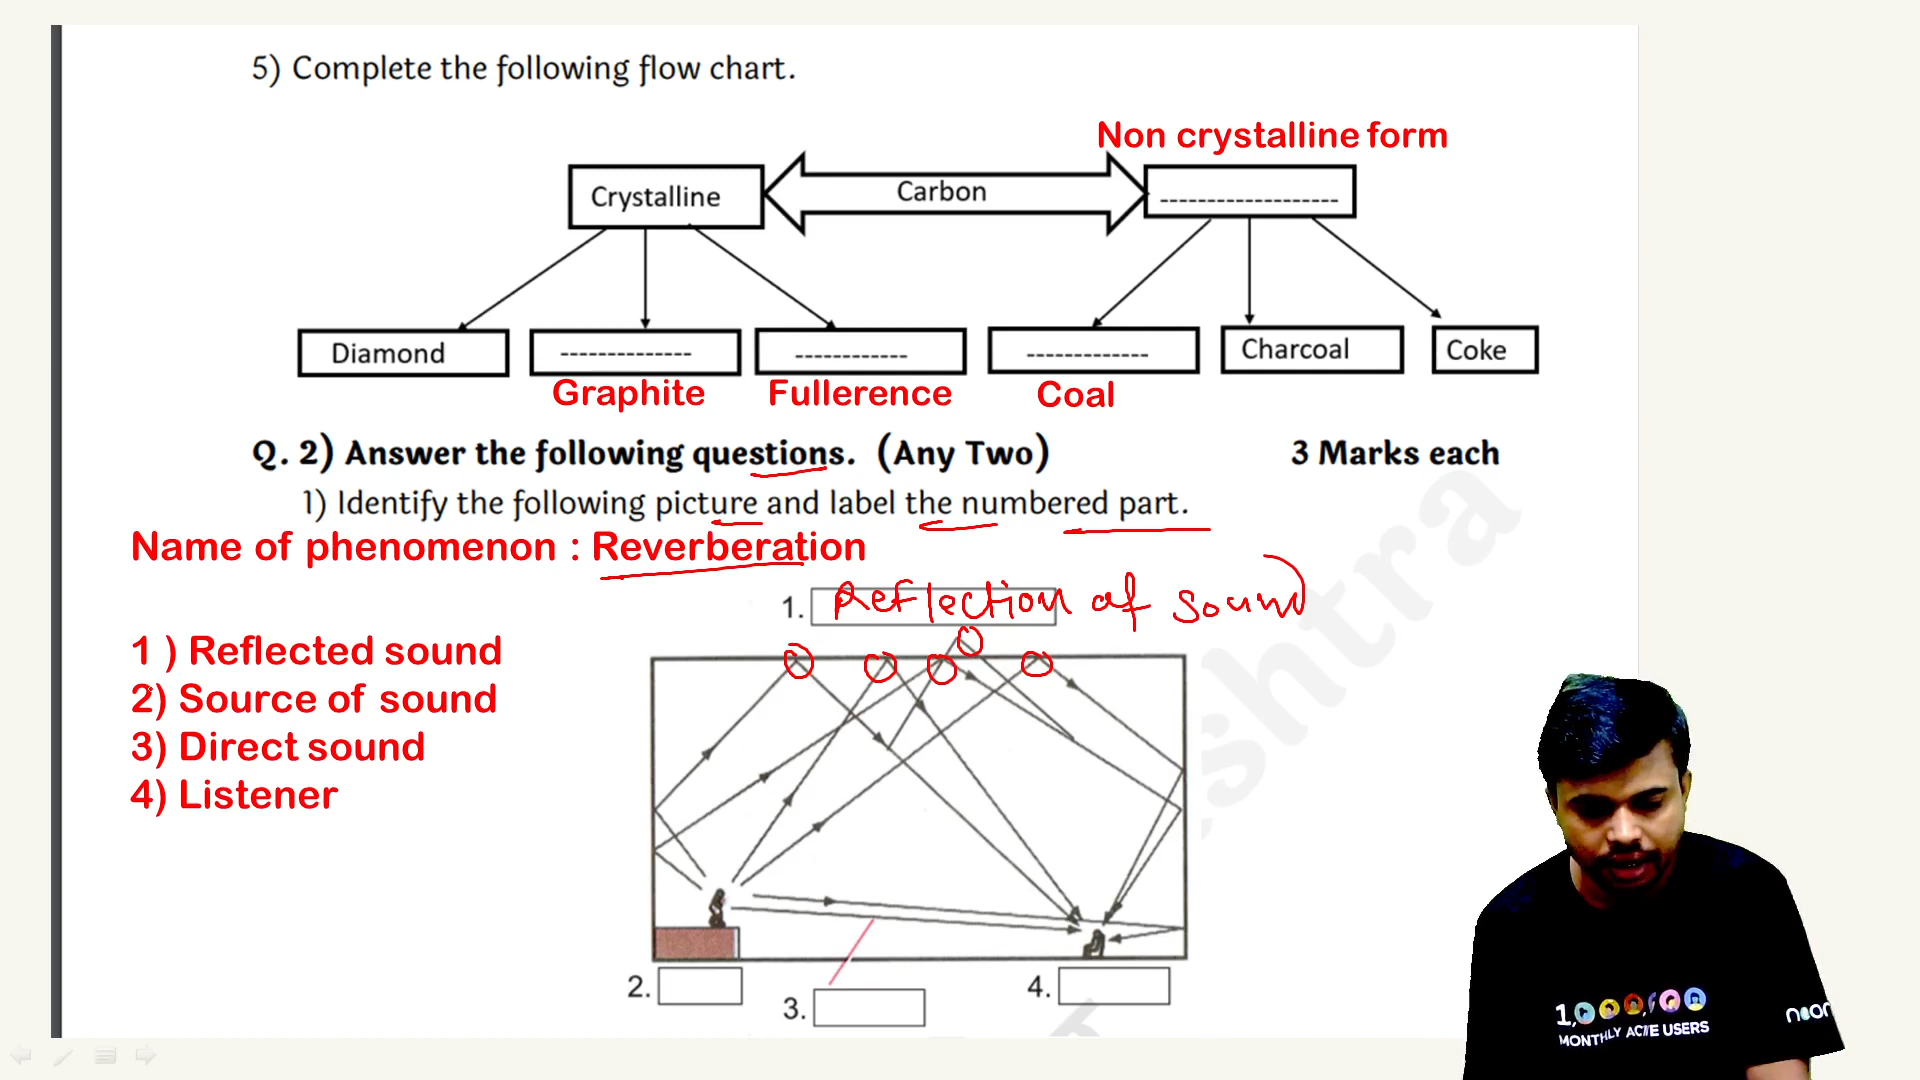 5) Complete the following flow chart.
Non crystalline form
Crystalline
Carbon
-------------------
Diamond
--------------
------------
-------------
Charcoal
Coke
Graphite
Fullerence
Coal
Q. 2) Answer the following questions. (Any Two) 3 Marks each
1) Identify the following picture and label the numbered part.
Name of phenomenon : Reverberation
1. Reflection of sound
1 ) Reflected sound
2) Source of sound
3) Direct sound
4) Listener
2.
3.
4.
shtra
MONTHLY ACTIVE USERS
noon